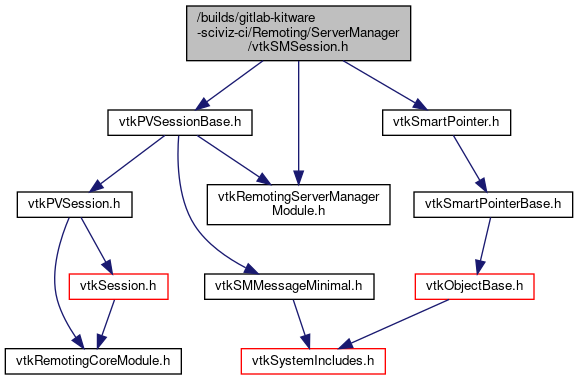 /builds/gitlab-kitware
-sciviz-ci/Remoting/ServerManager
/vtkSMSession.h
vtkPVSessionBase.h
vtkSmartPointer.h
vtkPVSession.h
vtkRemotingServerManager
Module.h
vtkSmartPointerBase.h
vtkSession.h
vtkSMMessageMinimal.h
vtkObjectBase.h
vtkRemotingCoreModule.h
vtkSystemIncludes.h